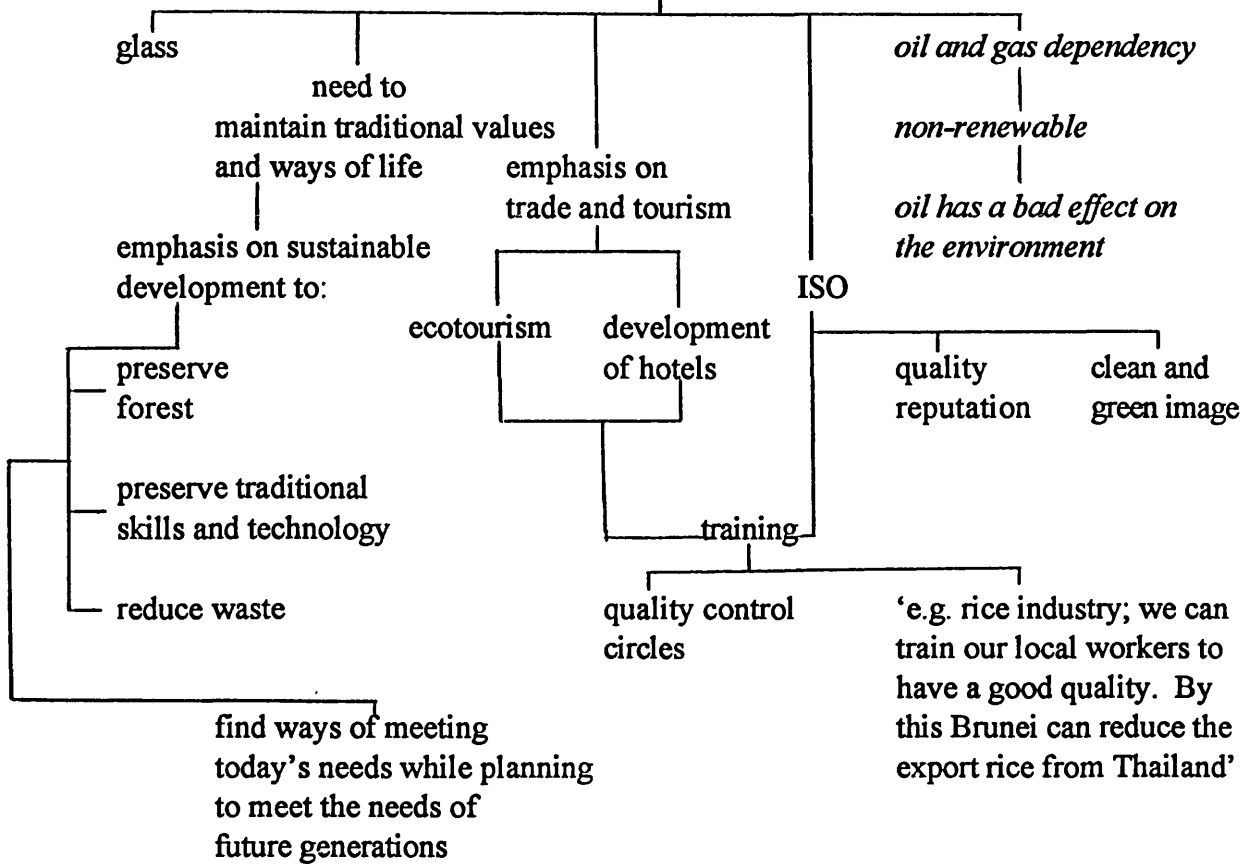 glass
need to
maintain traditional values
and ways of life
emphasis on sustainable
development to:
preserve
forest
preserve traditional
skills and technology
reduce waste
find ways of meeting
today's needs while planning
to meet the needs of
future generations
emphasis on
trade and tourism
ecotourism
development
of hotels
ISO
quality
reputation
clean and
green image
training
quality control
circles
‘e.g. rice industry; we can
train our local workers to
have a good quality. By
this Brunei can reduce the
export rice from Thailand’
oil and gas dependency
non-renewable
oil has a bad effect on
the environment